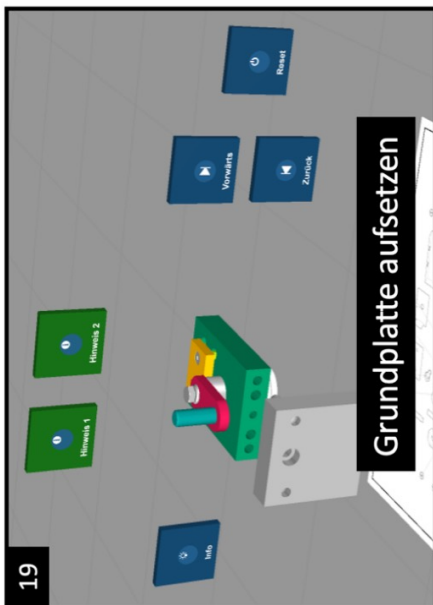 19
Info
Hinweis 1
Hinweis 2
Vorwärts
Zurück
Reset
Grundplatte aufsetzen